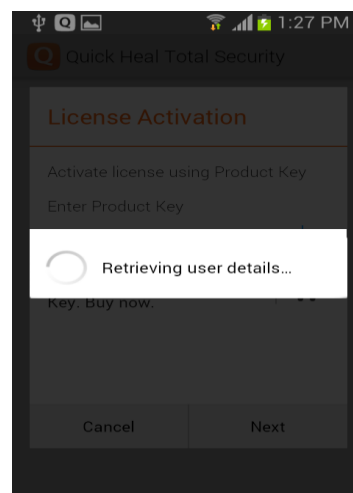 1:27 PM
Quick Heal Total Security
License Activation
Activate license using Product Key
Enter Product Key
Retrieving user details...
Key. Buy now.
Cancel Next